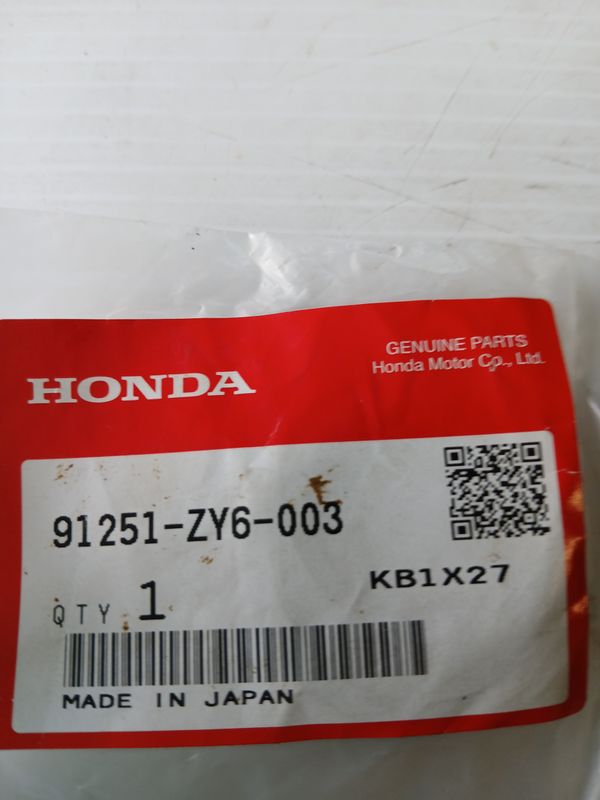 GENUINE PARTS
Honda Motor Co., Ltd.
HONDA
91251-ZY6-003
KB1X27
QTY 1
MADE IN JAPAN